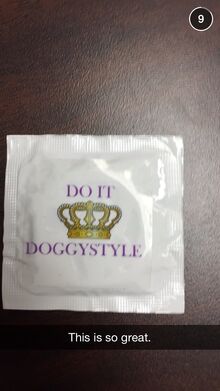 9
DO IT
DOGGYSTYLE
This is so great.